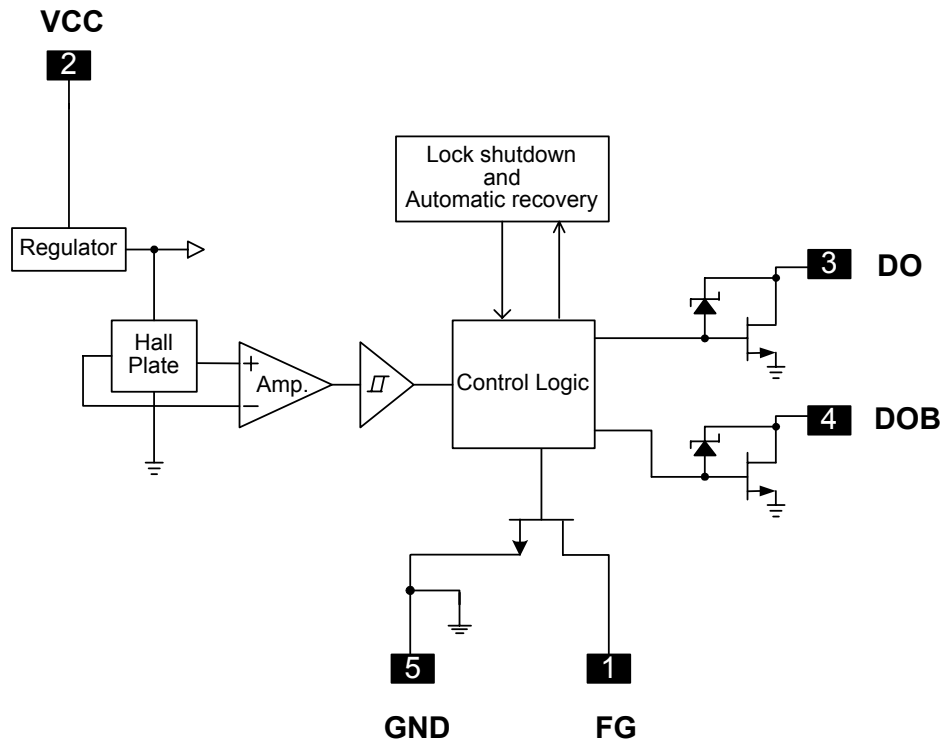 VCC
2
Lock shutdown
and
Automatic recovery
Regulator
3
DO
Hall
Plate
+
Amp.
−
Control Logic
4
DOB
5
1
GND
FG